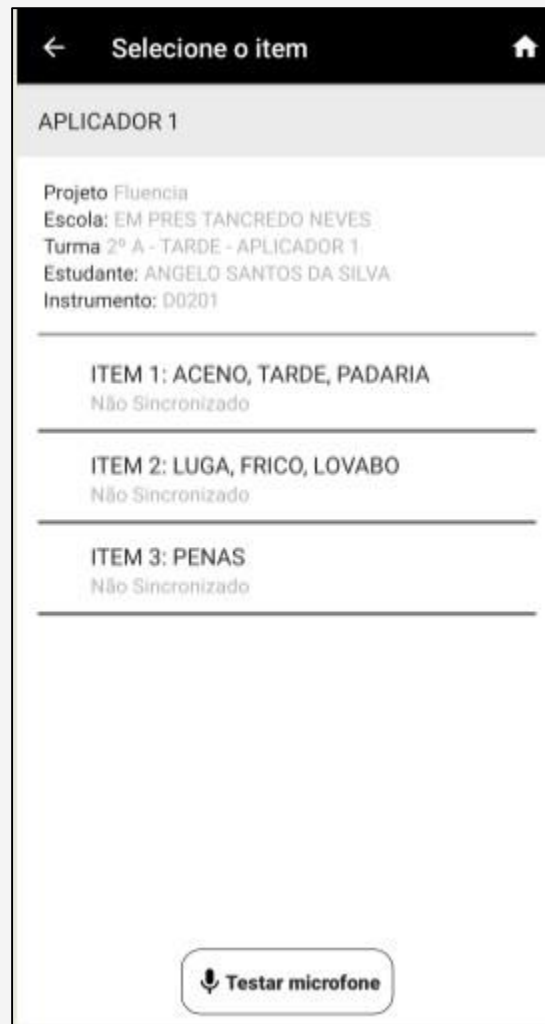 Selecione o item
APLICADOR 1
Projeto Fluencia
Escola: EM PRES TANCREDO NEVES
Turma 2º A - TARDE - APLICADOR 1
Estudante: ANGELO SANTOS DA SILVA
Instrumento: D0201
ITEM 1: ACENO, TARDE, PADARIA
Não Sincronizado
ITEM 2: LUGA, FRICO, LOVABO
Não Sincronizado
ITEM 3: PENAS
Não Sincronizado
Testar microfone